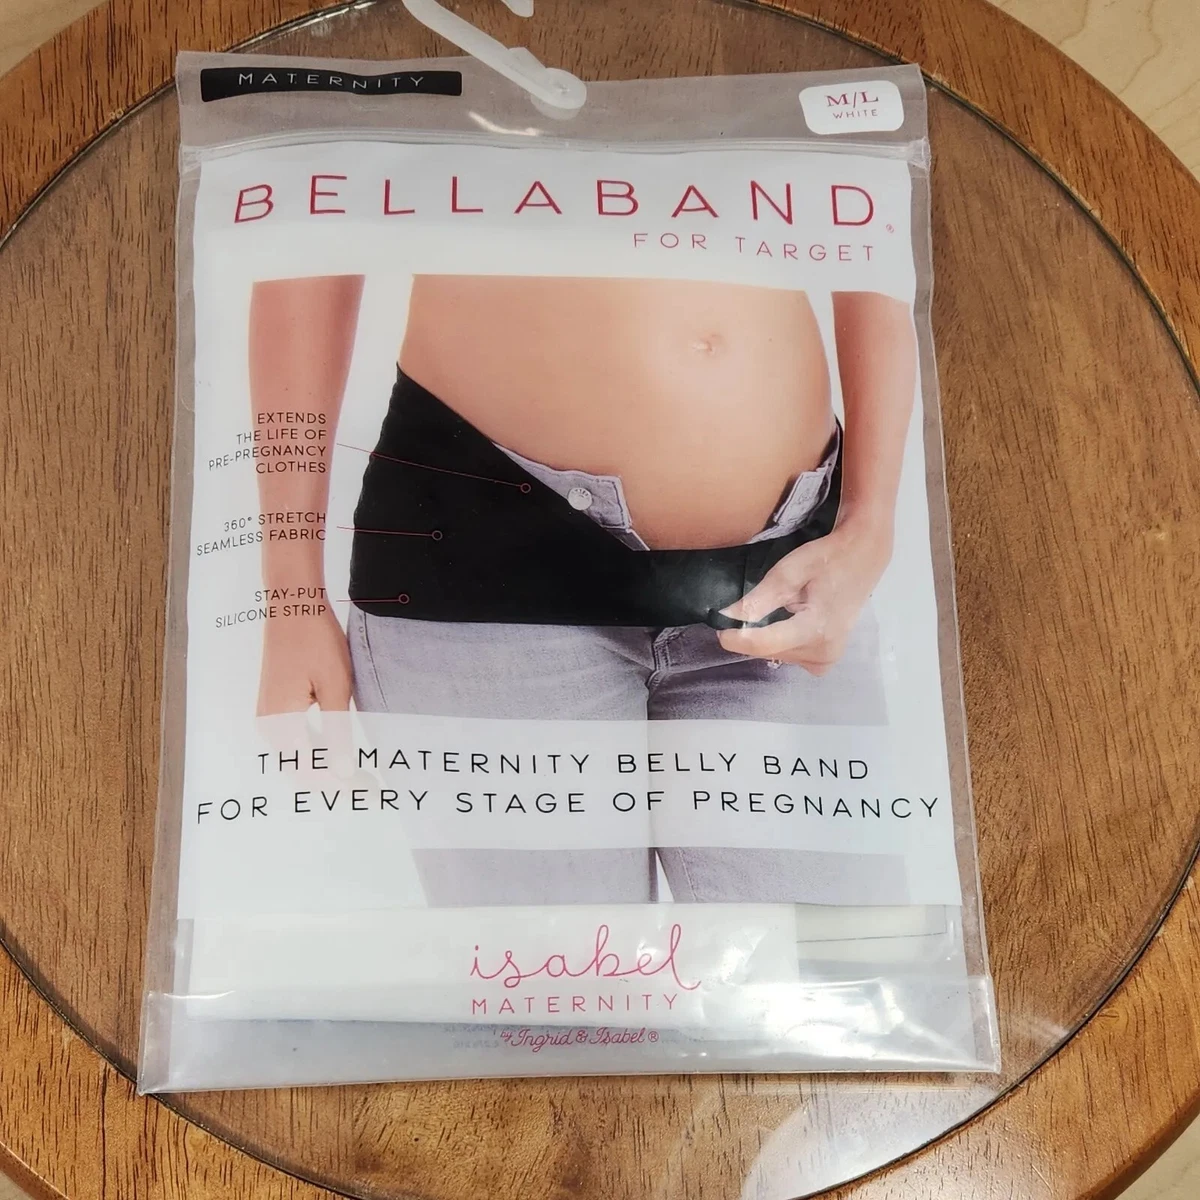 MATERNITY
M/L
WHITE
BELLABAND®
FOR TARGET
EXTENDS
THE LIFE OF
PRE-PREGNANCY
CLOTHES
360° STRETCH
SEAMLESS FABRIC
STAY-PUT
SILICONE STRIP
THE MATERNITY BELLY BAND
FOR EVERY STAGE OF PREGNANCY
isabel
MATERNITY
by Ingrid & Isabel®